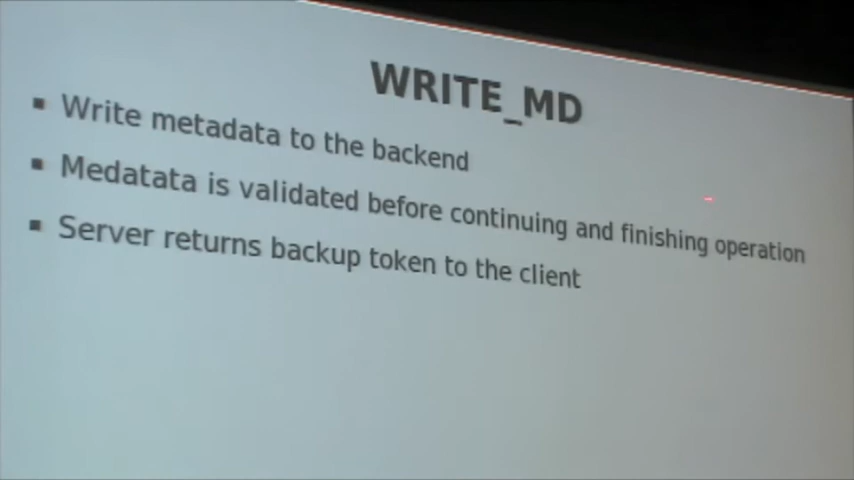 WRITE_MD
▪ Write metadata to the backend
▪ Medatata is validated before continuing and finishing operation
▪ Server returns backup token to the client